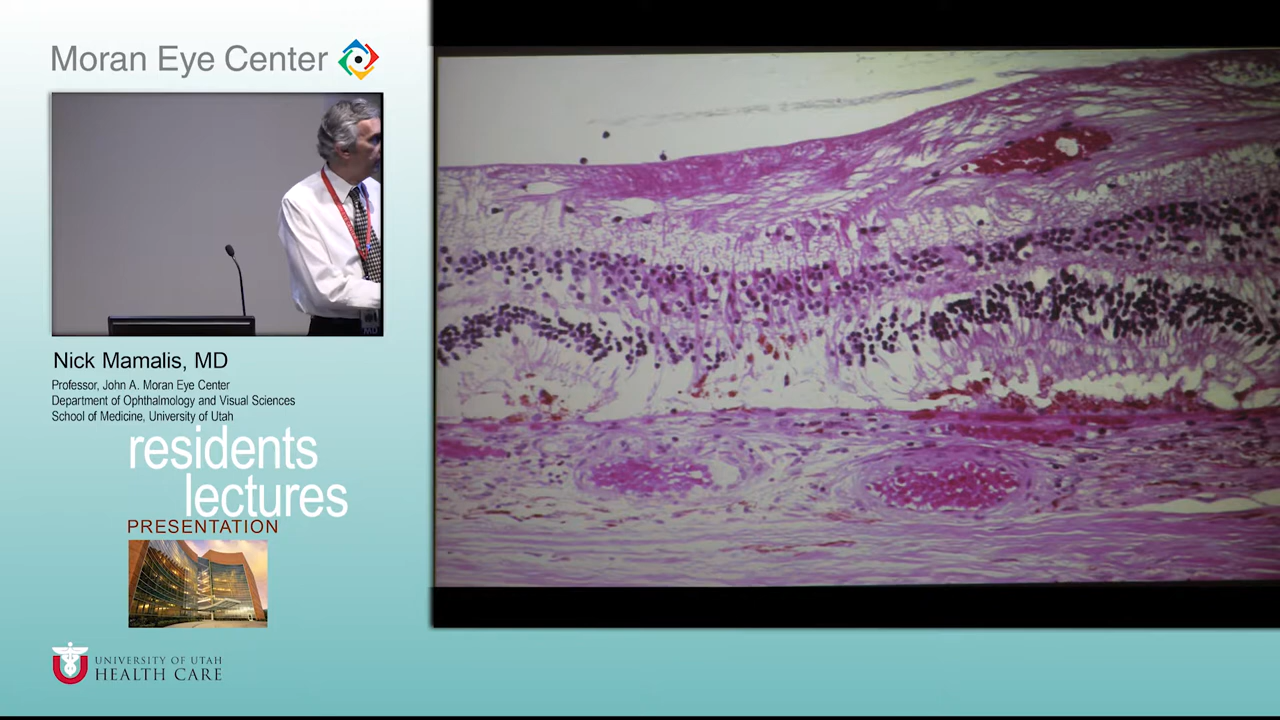 Moran Eye Center
Nick Mamalis, MD
Professor, John A. Moran Eye Center
Department of Ophthalmology and Visual Sciences
School of Medicine, University of Utah
residents
lectures
PRESENTATION
UNIVERSITY OF UTAH
HEALTH CARE